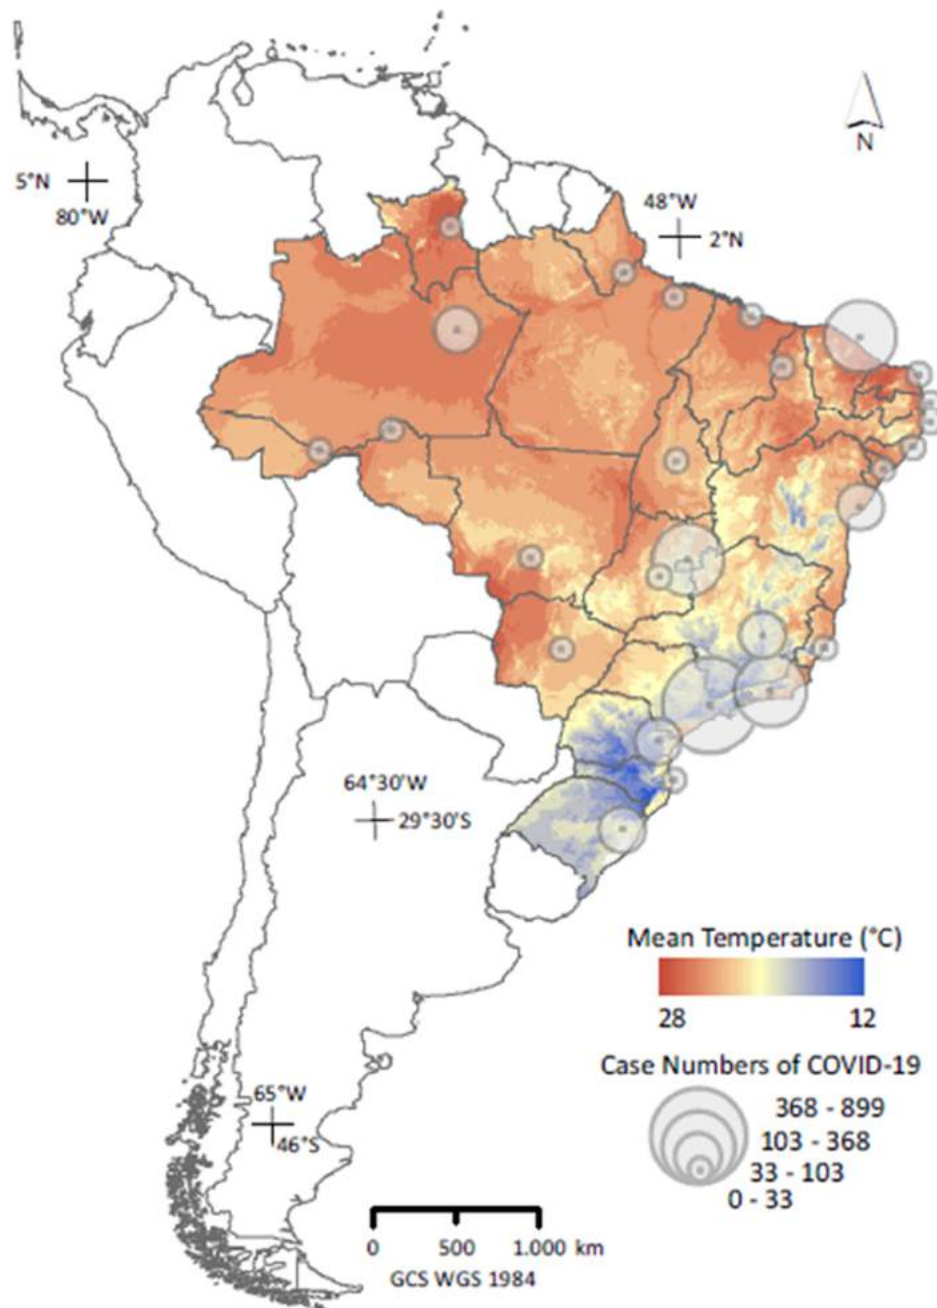 N
5°N
80°W
48°W
2°N
64°30'W
29°30'S
Mean Temperature (°C)
28 12
Case Numbers of COVID-19
368 - 899
103 - 368
33 - 103
0 - 33
65°W
46°S
0 500 1.000 km
GCS WGS 1984